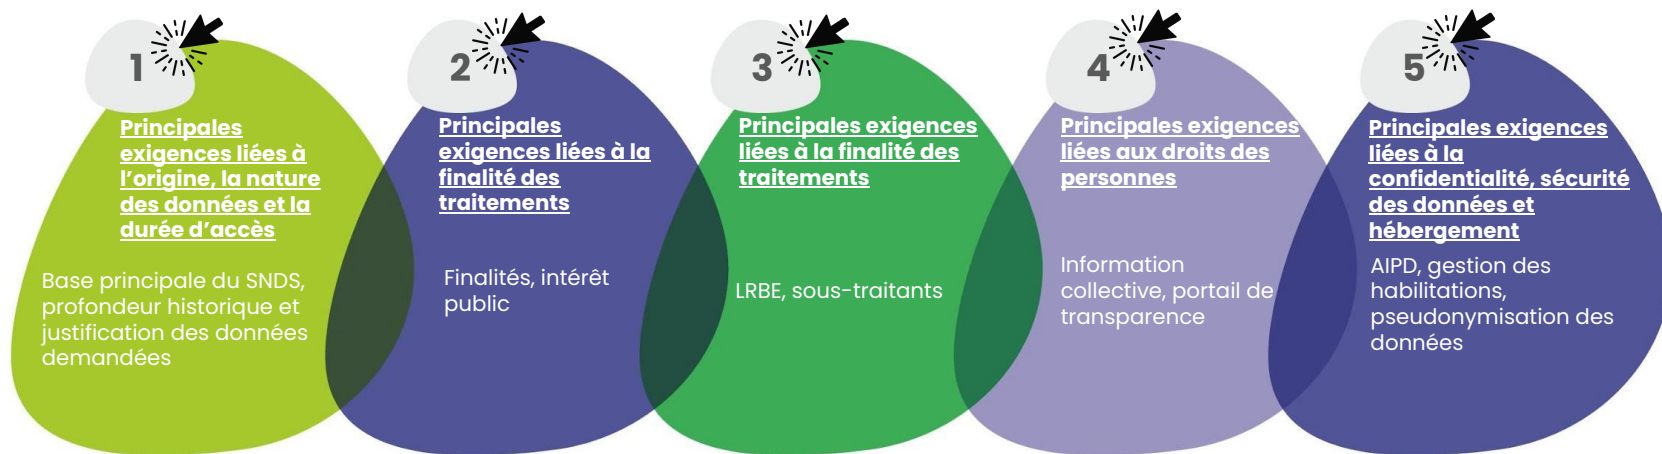 1
Principales
exigences liées à
l’origine, la nature
des données et la
durée d’accès
Base principale du SNDS,
profondeur historique et
justification des données
demandées
2
Principales
exigences liées à la
finalité des
traitements
Finalités, intérêt
public
3
Principales exigences
liées à la finalité des
traitements
LRBE, sous-traitants
4
Principales exigences
liées aux droits des
personnes
Information
collective, portail de
transparence
5
Principales exigences
liées à la
confidentialité, sécurité
des données et
hébergement
AIPD, gestion des
habilitations,
pseudonymisation des
données